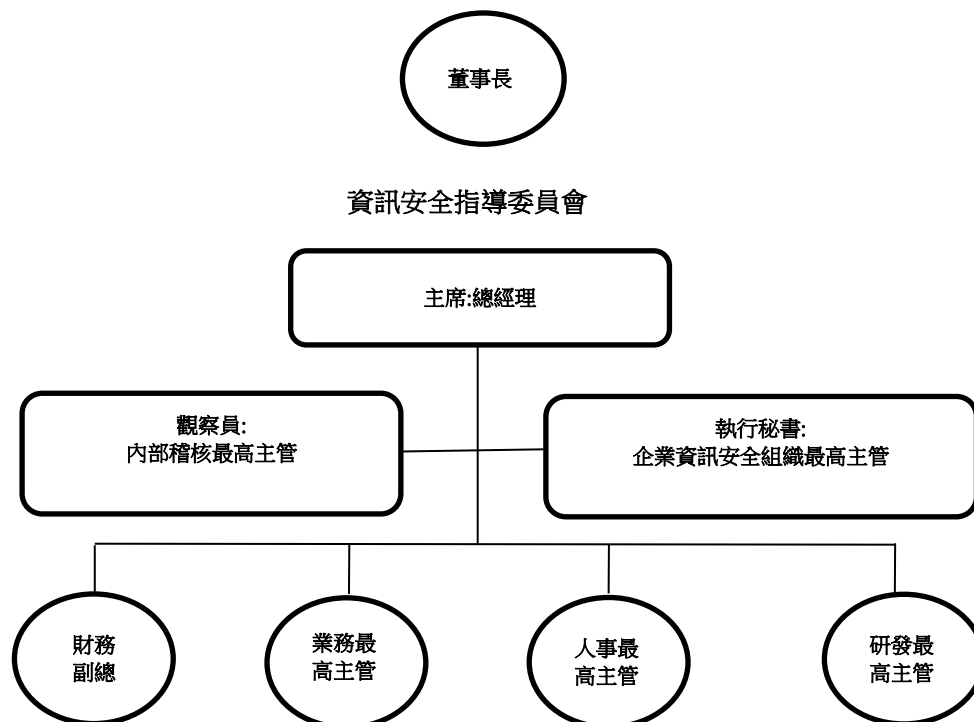 董事長
資訊安全指導委員會
主席:總經理
觀察員:
內部稽核最高主管
執行秘書:
企業資訊安全組織最高主管
財務
副總
業務最
高主管
人事最
高主管
研發最
高主管